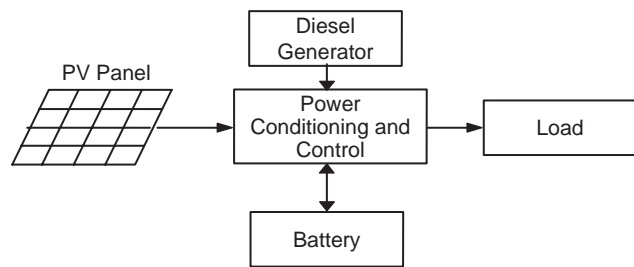 Diesel
Generator
PV Panel
Power
Conditioning and
Control
Load
Battery